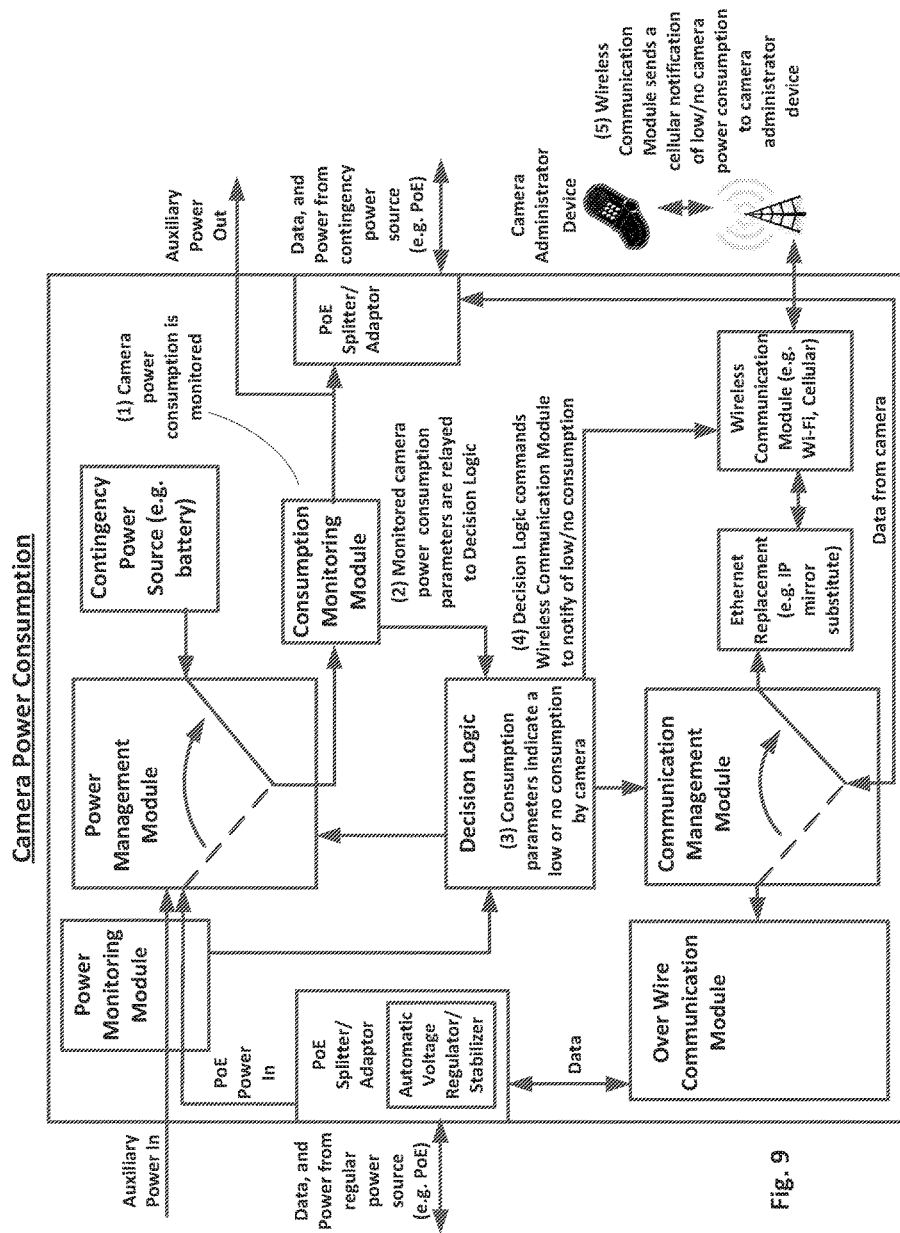 Camera Power Consumption
Auxiliary
Power In
Power
Monitoring
Module
PoE
Power
In
Data, and
Power from
regular
power
source
(e.g. PoE)
PoE
Splitter/
Adaptor
Automatic
Voltage
Regulator/
Stabilizer
Power
Management
Module
Contingency
Power
Source (e.g.
battery)
(1) Camera
power
consumption is
monitored
Auxiliary
Power
Out
Consumption
Monitoring
Module
PoE
Splitter/
Adaptor
Data, and
Power from
contingency
power
source
(e.g. PoE)
(2) Monitored camera
power consumption
parameters are relayed
to Decision Logic
Decision Logic
(3) Consumption
parameters indicate a
low or no consumption
by camera
(4) Decision Logic commands
Wireless Communication Module
to notify of low/no consumption
Camera
Administrator
Device
(5) Wireless
Communication
Module sends a
cellular notification
of low/no camera
power consumption
to camera
administrator
device
Data
Over Wire
Communication
Module
Communication
Management
Module
Ethernet
Replacement
(e.g. IP
mirror
substitute)
Wireless
Communication
Module (e.g.
Wi-Fi, Cellular)
Data from camera
Fig. 9